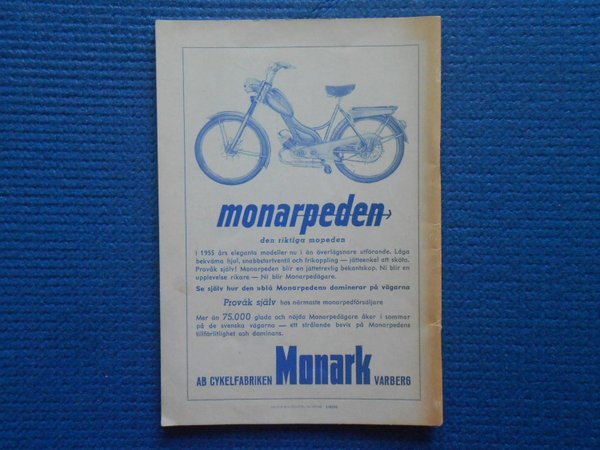 monarpeden
den riktiga mopeden
I 1955 års eleganta modeller nu i än överlägsnare utförande. Låga
bekväma hjul, snabbstartventil och frikoppling — jätteenkel att sköta.
Provåk själv! Monarpeden blir en jättetrevlig bekantskap. Ni blir en
upplevelse rikare — Ni blir Monarpedägare.
Se själv hur den »blå Monarpeden» dominerar på vägarna
Provåk själv hos närmaste monarpedförsäljare
Mer än 75.000 glada och nöjda Monarpedägare åker i sommar
på de svenska vägarna — ett strålande bevis på Monarpedens
tillförlitlighet och dominans.
AB CYKELFABRIKEN Monark VARBERG